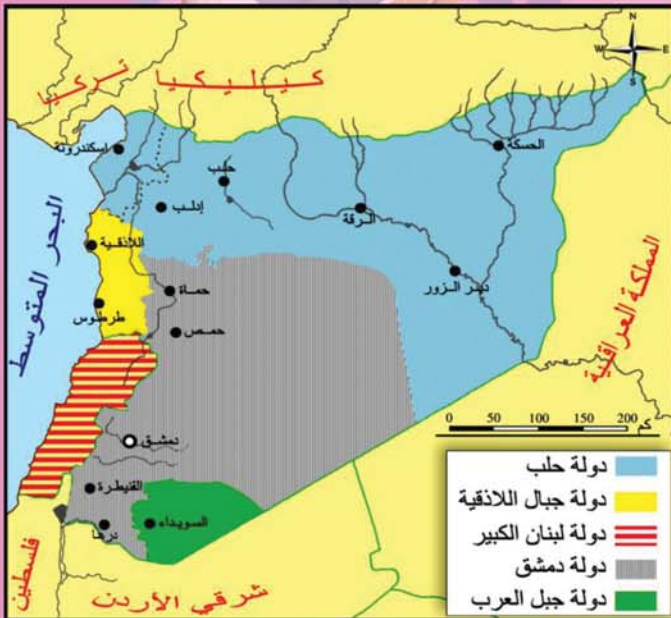 N
W E
S
تركيا
كيليكيا
إسكندرونة
حلب
إدلب
الحسكة
الرقة
دير الزور
البحر المتوسط
اللاذقية
طرطوس
حماة
حمص
المملكة العراقية
دمشق
القنيطرة
درعا
السويداء
فلسطين
شرقي الأردن
0 50 100 150 200 كم
دولة حلب
دولة جبال اللاذقية
دولة لبنان الكبير
دولة دمشق
دولة جبل العرب